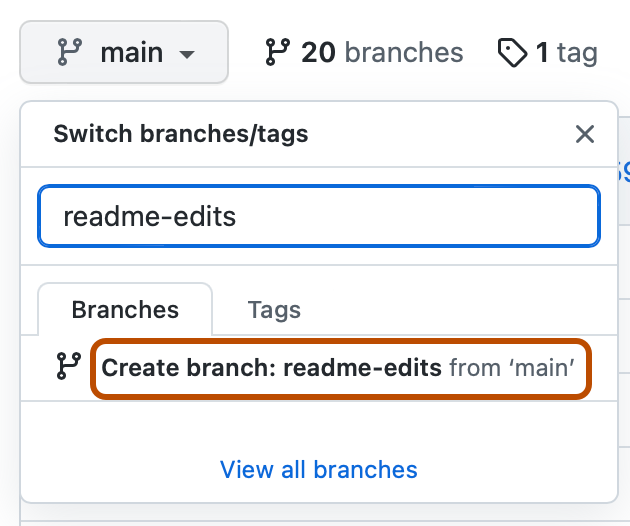 main 20 branches 1 tag
Switch branches/tags
readme-edits
Branches Tags
Create branch: readme-edits from ‘main’
View all branches